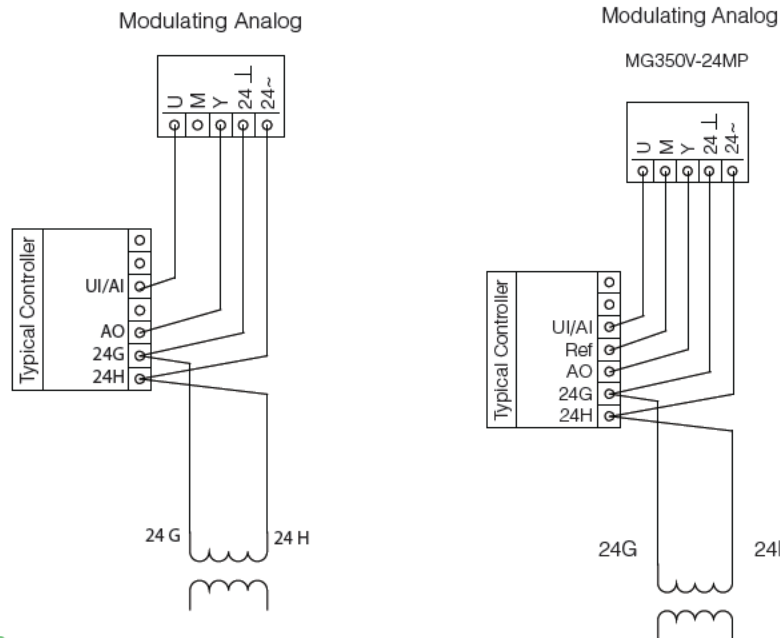 Modulating Analog
U
M
Y
24 ⊥
24~
Typical Controller
UI/AI
AO
24G
24H
24 G
24 H
Modulating Analog
MG350V-24MP
U
M
Y
24 ⊥
24~
Typical Controller
UI/AI
Ref
AO
24G
24H
24G
24